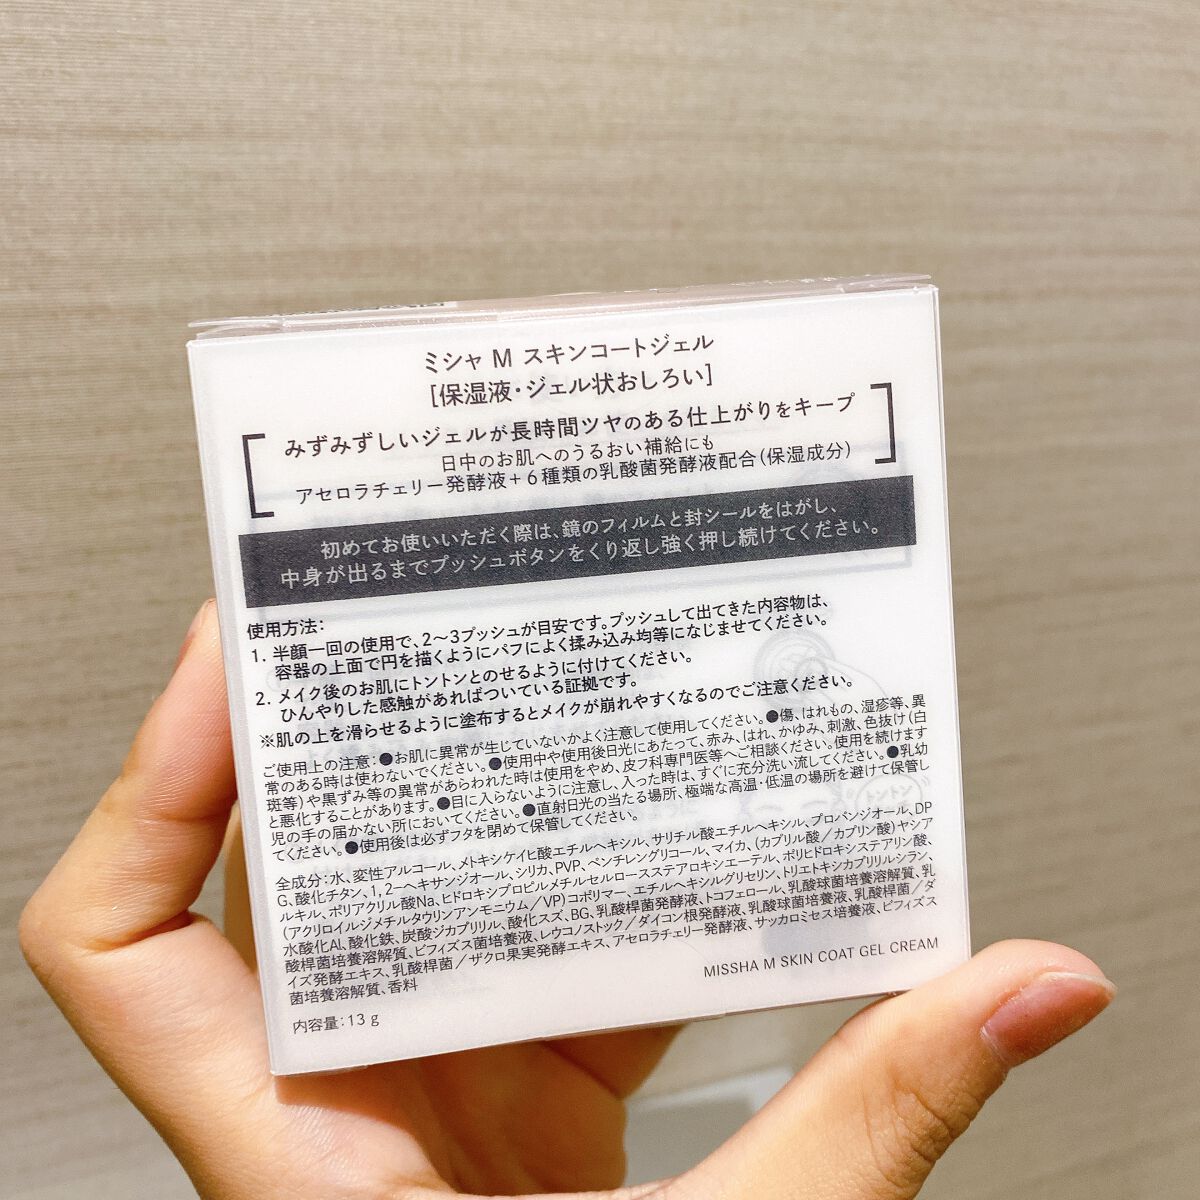 ミシャ M スキンコートジェル
[保湿液・ジェル状おしろい]
みずみずしいジェルが長時間ツヤのある仕上がりをキープ
日中のお肌へのうるおい補給にも
アセロラチェリー発酵液+6種類の乳酸菌発酵液配合(保湿成分)
初めてお使いいただく際は、鏡のフィルムと封シールをはがし、
中身が出るまでプッシュボタンをくり返し強く押し続けてください。
使用方法:
1. 半顔一回の使用で、2〜3プッシュが目安です。プッシュして出てきた内容物は、
容器の上面で円を描くようにパフによく揉み込み均等になじませてください。
2. メイク後のお肌にトントンとのせるように付けてください。
ひんやりした感触があればついている証拠です。
※肌の上を滑らせるように塗布するとメイクが崩れやすくなるのでご注意ください。
ご使用上の注意:●お肌に異常が生じていないかよく注意して使用してください。●傷、はれもの、湿疹等、異
常のある時は使わないでください。●使用中や使用後日光にあたって、赤み、はれ、かゆみ、刺激、色抜け(白
斑等)や黒ずみ等の異常があらわれた時は使用をやめ、皮フ科専門医等へご相談ください。使用を続けます
と悪化することがあります。●目に入らないように注意し、入った時は、すぐに充分洗い流してください。●乳幼
児の手の届かない所においてください。●直射日光の当たる場所、極端な高温・低温の場所を避けて保管し
てください。●使用後は必ずフタを閉めて保管してください。
トントン
全成分:水、変性アルコール、メトキシケイヒ酸エチルヘキシル、サリチル酸エチルヘキシル、プロパンジオール、DP
G、酸化チタン、1,2-ヘキサンジオール、シリカ、PVP、ペンチレングリコール、マイカ、(カプリル酸/カプリン酸)ヤシア
ルキル、ポリアクリル酸Na、ヒドロキシプロピルメチルセルロースステアロキシエーテル、ポリヒドロキシステアリン酸、
(アクリロイルジメチルタウリンアンモニウム/VP)コポリマー、エチルヘキシルグリセリン、トリエトキシカプリリルシラン、
水酸化Al、酸化鉄、炭酸ジカプリリル、酸化スズ、BG、乳酸桿菌発酵液、トコフェロール、乳酸球菌培養溶解質、乳
酸桿菌培養溶解質、ビフィズス菌培養液、レウコノストック/ダイコン根発酵液、乳酸球菌培養液、乳酸桿菌/ダ
イズ発酵エキス、乳酸桿菌/ザクロ果実発酵エキス、アセロラチェリー発酵液、サッカロミセス培養液、ビフィズス
菌培養溶解質、香料
MISSHA M SKIN COAT GEL CREAM
内容量:13 g